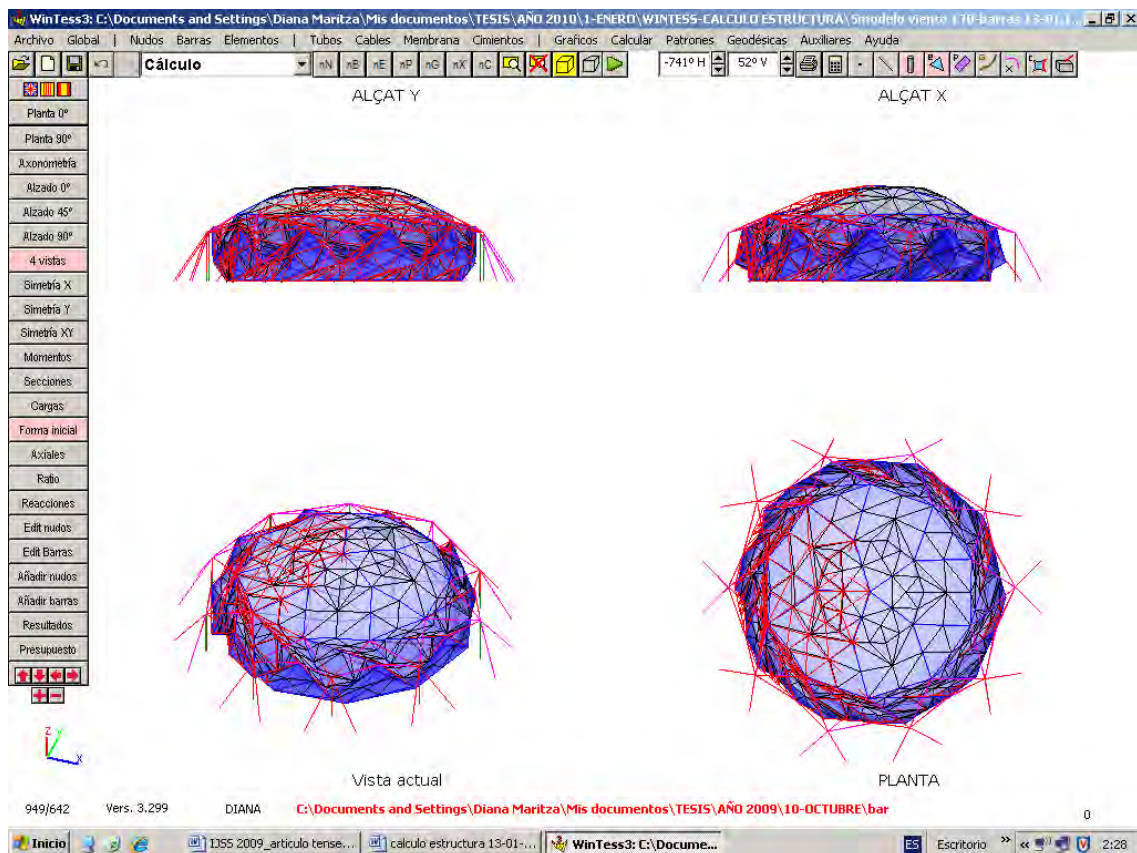 WinTess3: C:\Documents and Settings\Diana Maritza\Mis documentos\TESIS\AÑO 2010\1-ENERO\WINTESS-CALCULO ESTRUCTURA\5modelo viento 170-barras 13-01.1...
Archivo Global | Nudos Barras Elementos | Tubos Cables Membrana Cimientos | Graficos Calcular Patrones Geodésicas Auxiliares Ayuda
Cálculo nN nB nE nP nG nX nC -741º H 52º V
ALÇAT Y ALÇAT X
Planta 0º
Planta 90º
Axonometría
Alzado 0º
Alzado 45º
Alzado 90º
4 vistas
Simetría X
Simetría Y
Simetría XY
Momentos
Secciones
Cargas
Forma inicial
Axiales
Ratio
Reacciones
Edit nudos
Edit Barras
Añadir nudos
Añadir barras
Resultados
Presupuesto
Z Y X
Vista actual PLANTA
949/642 Vers. 3.299 DIANA C:\Documents and Settings\Diana Maritza\Mis documentos\TESIS\AÑO 2009\10-OCTUBRE\bar 0
Inicio IJSS 2009_articulo tense... calculo estructura 13-01-... WinTess3: C:\Docume... ES Escritorio » « 2:28